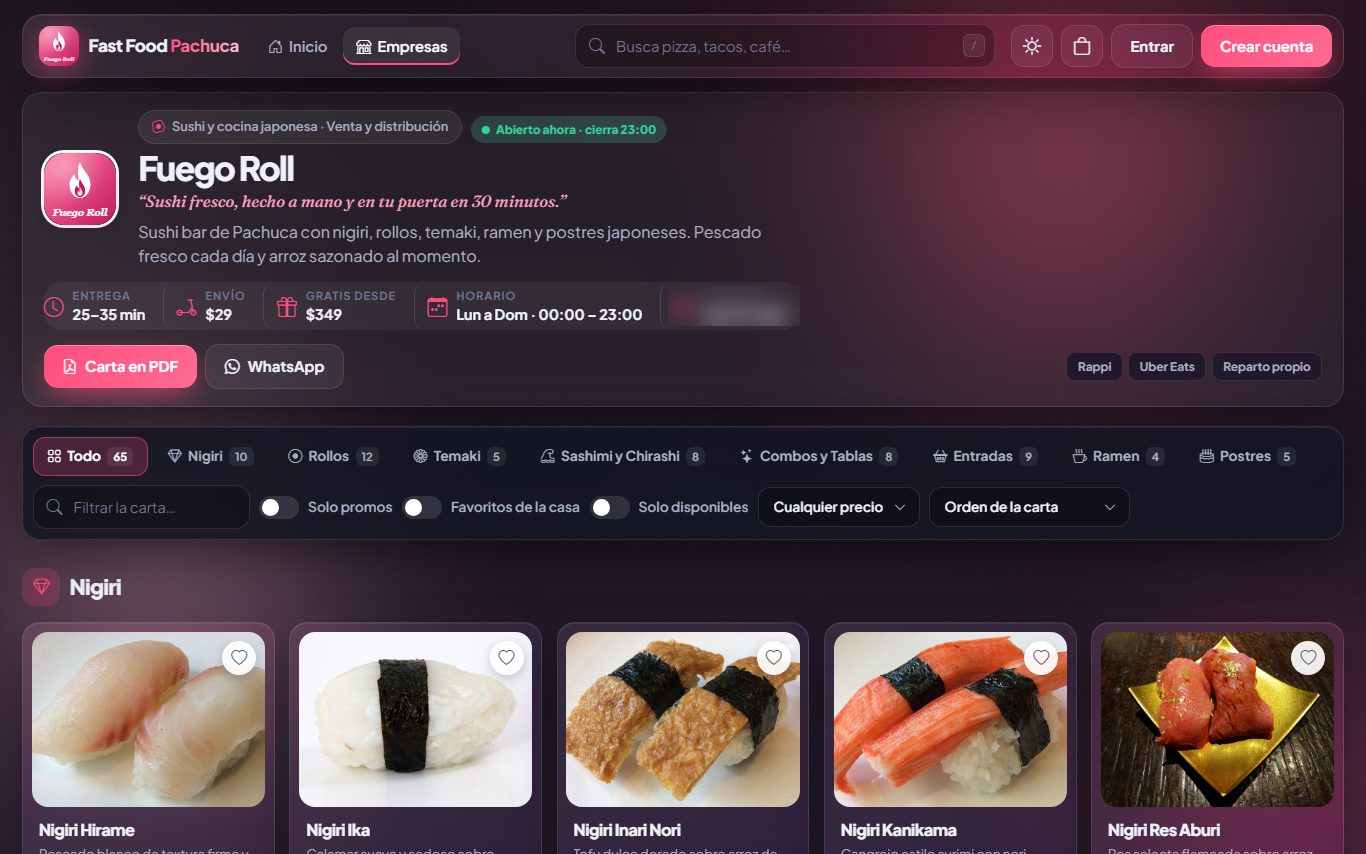 Fuego Roll
Fast Food Pachuca
Inicio
Empresas
Busca pizza, tacos, café...
/
Entrar
Crear cuenta
Sushi y cocina japonesa · Venta y distribución
Abierto ahora · cierra 23:00
Fuego Roll
Fuego Roll
“Sushi fresco, hecho a mano y en tu puerta en 30 minutos.”
Sushi bar de Pachuca con nigiri, rollos, temaki, ramen y postres japoneses. Pescado
fresco cada día y arroz sazonado al momento.
ENTREGA
25–35 min
ENVÍO
$29
GRATIS DESDE
$349
HORARIO
Lun a Dom · 00:00 – 23:00
Carta en PDF
WhatsApp
Rappi
Uber Eats
Reparto propio
Todo 65
Nigiri 10
Rollos 12
Temaki 5
Sashimi y Chirashi 8
Combos y Tablas 8
Entradas 9
Ramen 4
Postres 5
Filtrar la carta...
Solo promos
Favoritos de la casa
Solo disponibles
Cualquier precio
Orden de la carta
Nigiri
Nigiri Hirame
Nigiri Ika
Nigiri Inari Nori
Nigiri Kanikama
Nigiri Res Aburi